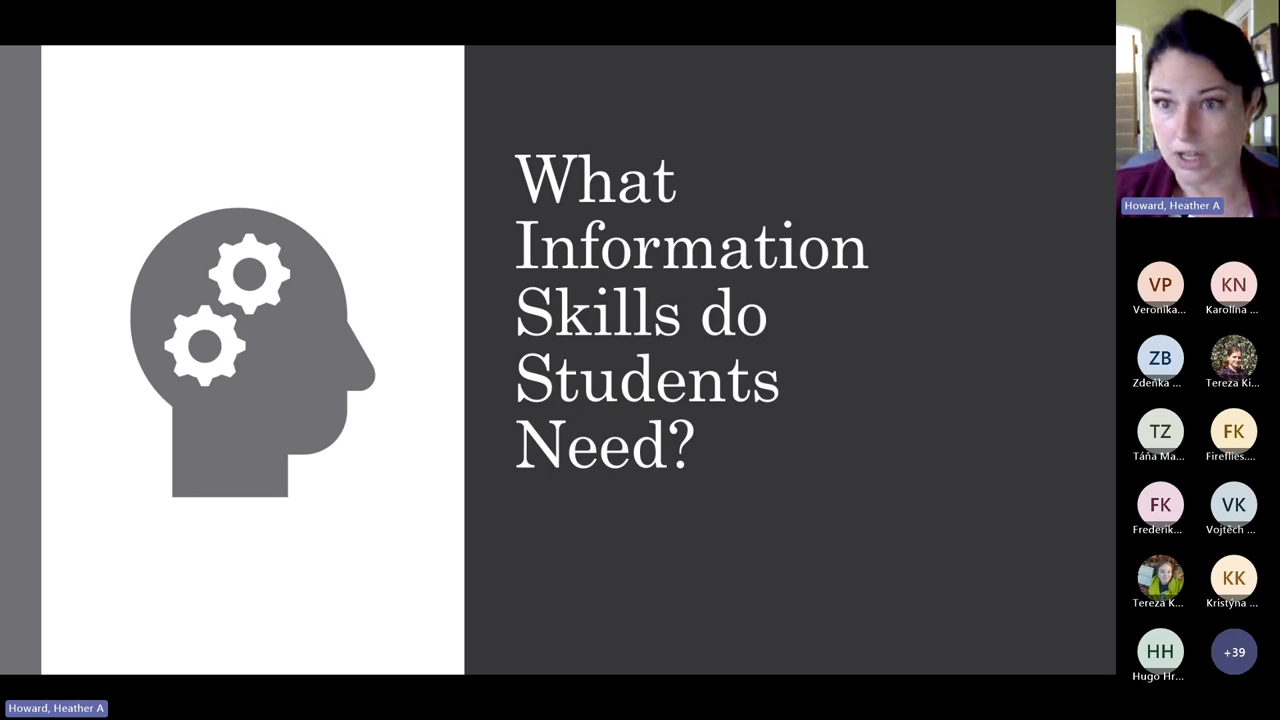 What
Information
Skills do
Students
Need?
Howard, Heather A
VP
KN
Veronika...
Karolína ...
ZB
Zdeňka ...
Tereza Ki...
TZ
FK
Táňa Ma...
Fireflies....
FK
VK
Frederik...
Vojtěch ...
KK
Tereza K...
Kristýna ...
HH
+39
Hugo Hr...
Howard, Heather A